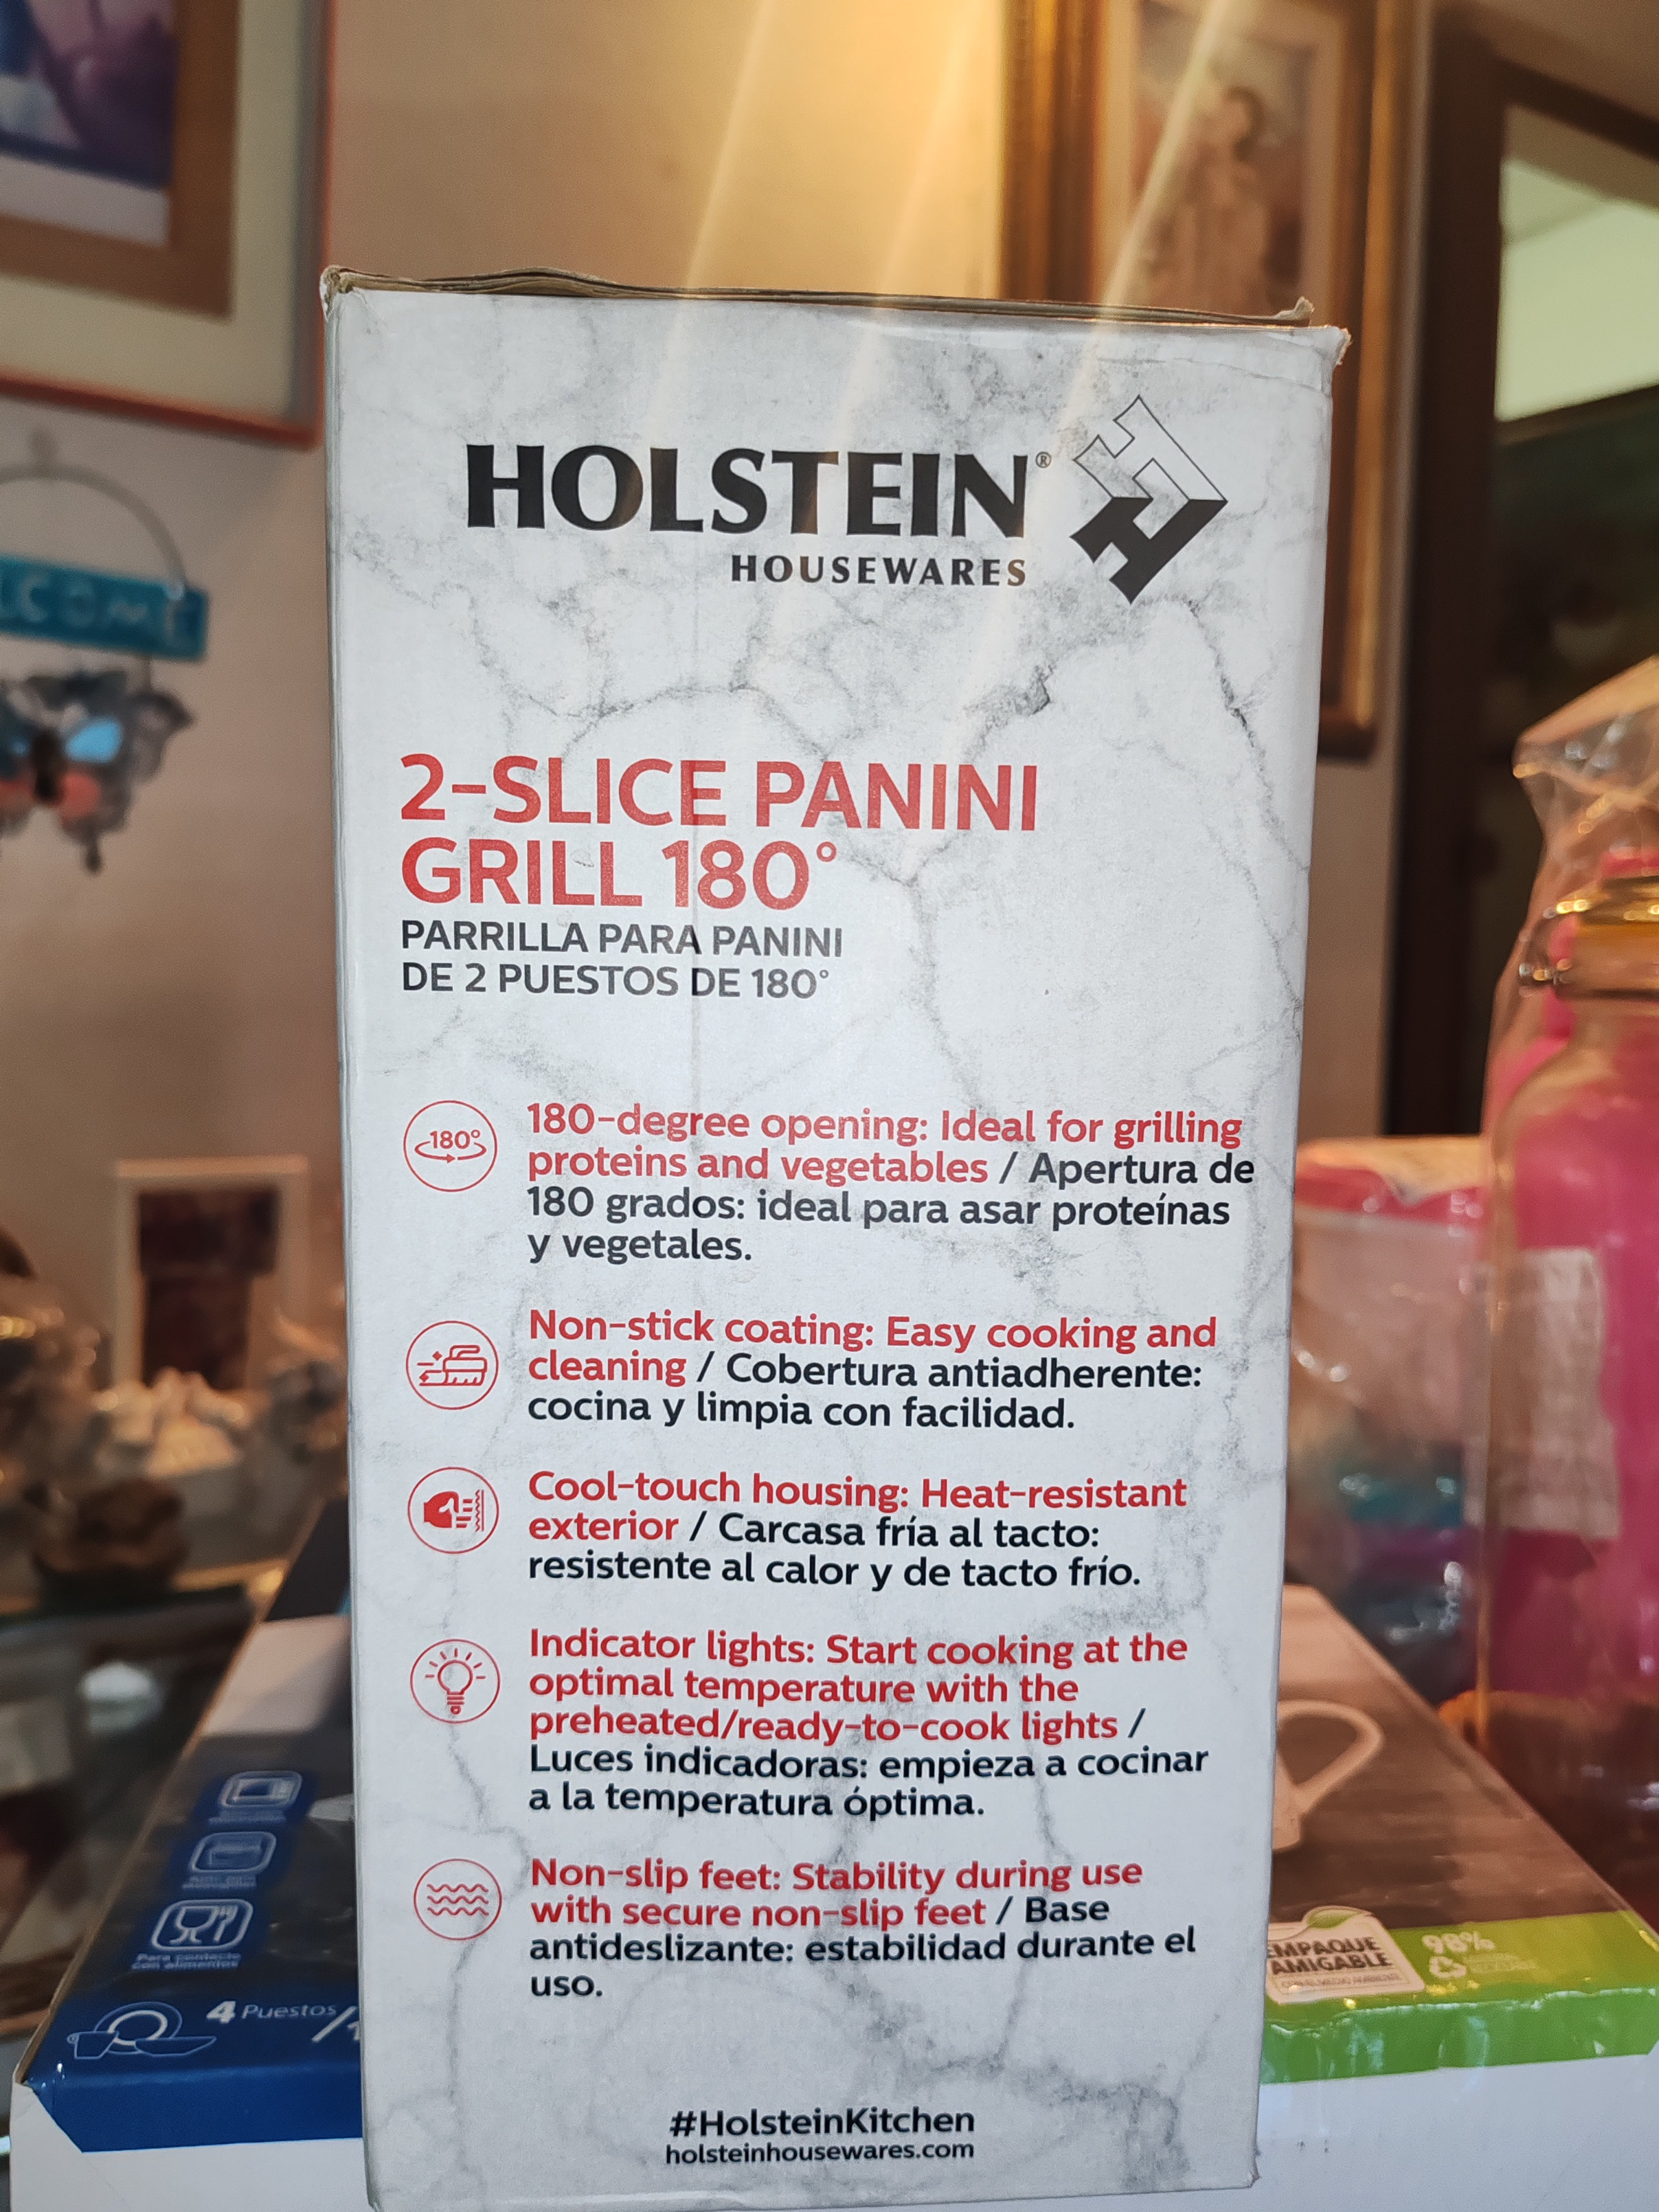 HOLSTEIN®
HOUSEWARES
2-SLICE PANINI
GRILL 180°
PARRILLA PARA PANINI
DE 2 PUESTOS DE 180°
180°
180-degree opening: Ideal for grilling
proteins and vegetables / Apertura de
180 grados: ideal para asar proteínas
y vegetales.
Non-stick coating: Easy cooking and
cleaning / Cobertura antiadherente:
cocina y limpia con facilidad.
Cool-touch housing: Heat-resistant
exterior / Carcasa fría al tacto:
resistente al calor y de tacto frío.
Indicator lights: Start cooking at the
optimal temperature with the
preheated/ready-to-cook lights /
Luces indicadoras: empieza a cocinar
a la temperatura óptima.
Non-slip feet: Stability during use
with secure non-slip feet / Base
antideslizante: estabilidad durante el
uso.
#HolsteinKitchen
holsteinhousewares.com
LCOME
Para contacto
con alimentos
4 Puestos/
EMPAQUE
AMIGABLE
98%